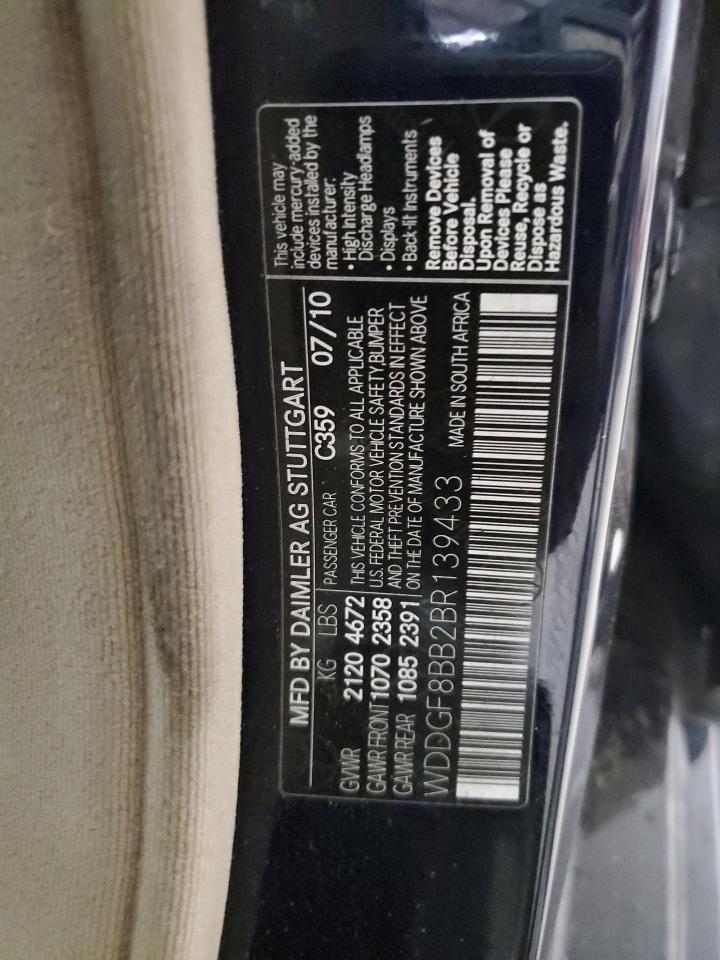 MFD BY DAIMLER AG STUTTGART
KG LBS PASSENGER CAR C359 07/10
GVWR 2120 4672
GAWR FRONT 1070 2358
GAWR REAR 1085 2391
THIS VEHICLE CONFORMS TO ALL APPLICABLE
U.S. FEDERAL MOTOR VEHICLE SAFETY,BUMPER
AND THEFT PREVENTION STANDARDS IN EFFECT
ON THE DATE OF MANUFACTURE SHOWN ABOVE
WDDGF8BB2BR139433 MADE IN SOUTH AFRICA
This vehicle may
include mercury-added
devices instaled by the
manufacturer:
• High Intensity
Discharge Headlamps
• Displays
• Back-lit Instruments
Remove Devices
Before Vehicle
Disposal.
Upon Removal of
Devices Please
Reuse, Recycle or
Dispose as
Hazardous Waste.